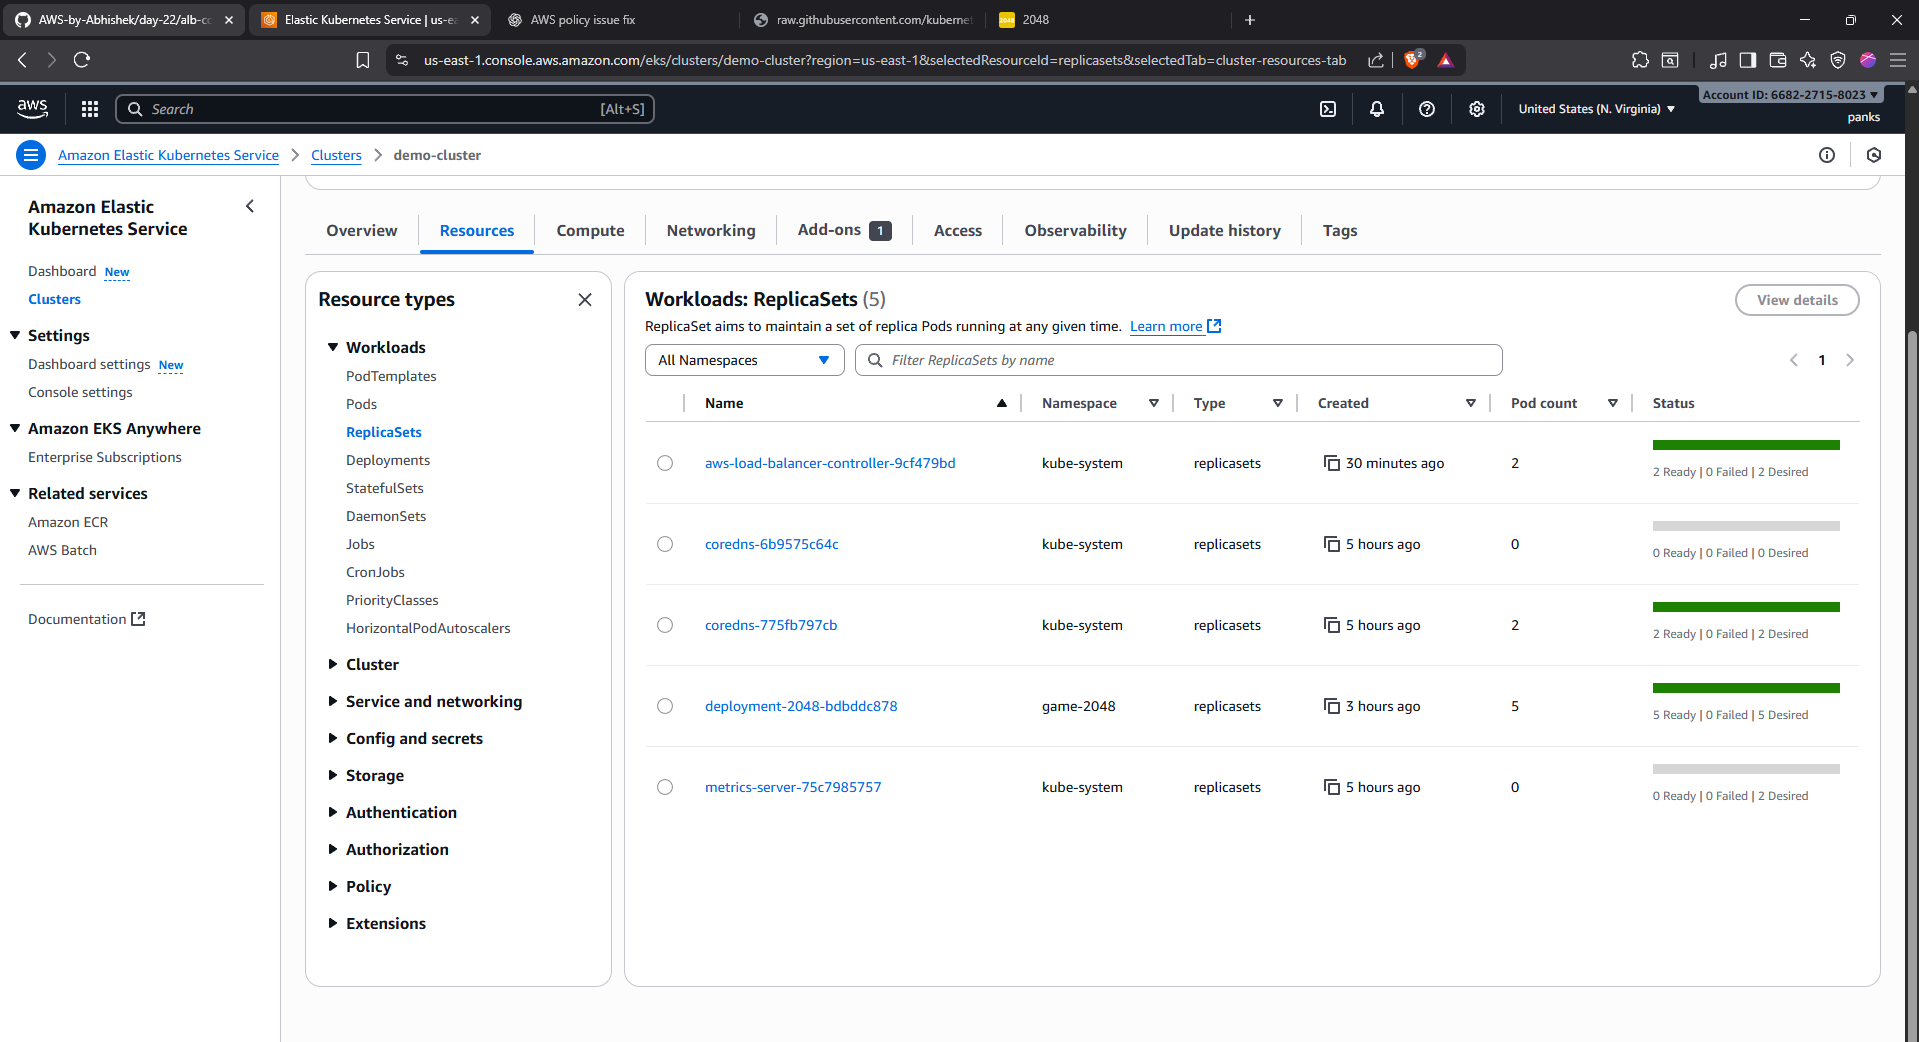 AWS-by-Abhishek/day-22/alb-co
Elastic Kubernetes Service | us-ea
AWS policy issue fix
raw.githubusercontent.com/kubernet
2048
us-east-1.console.aws.amazon.com/eks/clusters/demo-cluster?region=us-east-1&selectedResourceId=replicasets&selectedTab=cluster-resources-tab
2
aws
Search
[Alt+S]
United States (N. Virginia)
Account ID: 6682-2715-8023
panks
Amazon Elastic Kubernetes Service
Clusters
demo-cluster
Amazon Elastic
Kubernetes Service
Dashboard New
Clusters
Settings
Dashboard settings New
Console settings
Amazon EKS Anywhere
Enterprise Subscriptions
Related services
Amazon ECR
AWS Batch
Documentation
Overview
Resources
Compute
Networking
Add-ons 1
Access
Observability
Update history
Tags
Resource types
Workloads
PodTemplates
Pods
ReplicaSets
Deployments
StatefulSets
DaemonSets
Jobs
CronJobs
PriorityClasses
HorizontalPodAutoscalers
Cluster
Service and networking
Config and secrets
Storage
Authentication
Authorization
Policy
Extensions
Workloads: ReplicaSets (5)
View details
ReplicaSet aims to maintain a set of replica Pods running at any given time. Learn more
All Namespaces
Filter ReplicaSets by name
1
Name Namespace Type Created Pod count Status
aws-load-balancer-controller-9cf479bd kube-system replicasets 30 minutes ago 2
2 Ready | 0 Failed | 2 Desired
coredns-6b9575c64c kube-system replicasets 5 hours ago 0
0 Ready | 0 Failed | 0 Desired
coredns-775fb797cb kube-system replicasets 5 hours ago 2
2 Ready | 0 Failed | 2 Desired
deployment-2048-bdbddc878 game-2048 replicasets 3 hours ago 5
5 Ready | 0 Failed | 5 Desired
metrics-server-75c7985757 kube-system replicasets 5 hours ago 0
0 Ready | 0 Failed | 2 Desired